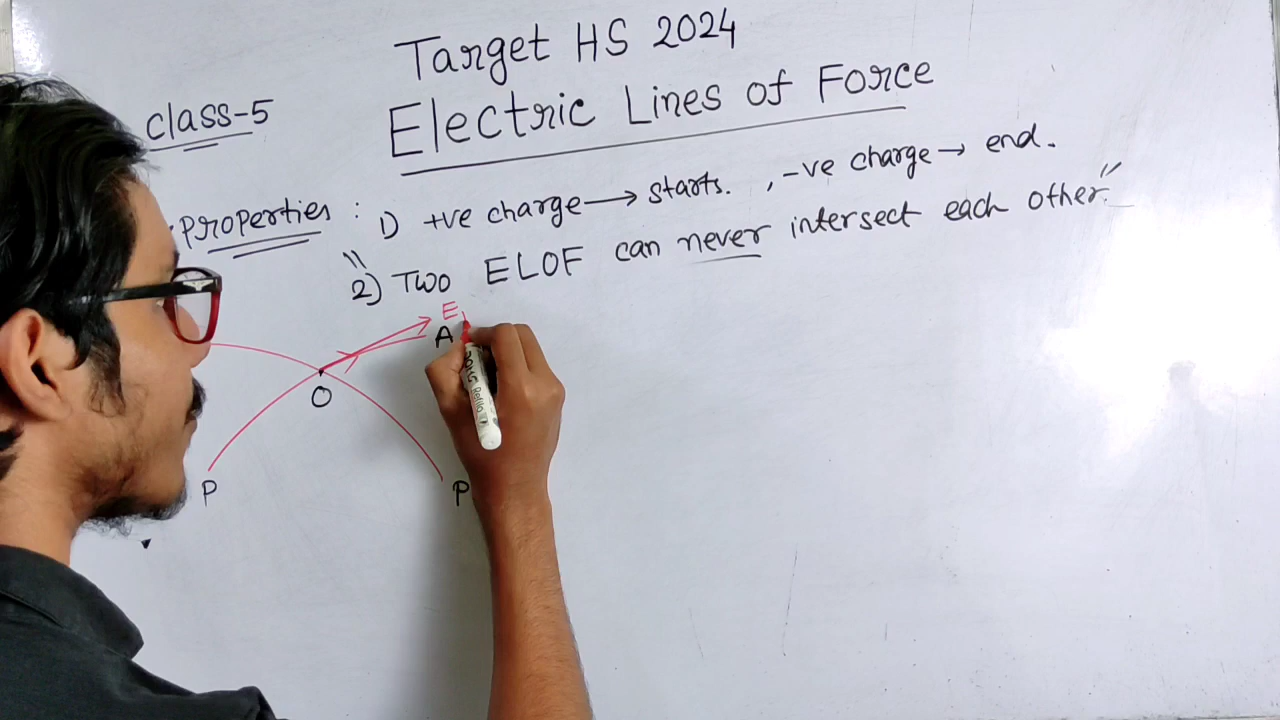 Target HS 2024
class-5
Electric Lines of Force
Properties : 1) +ve charge → starts. , -ve charge → end.
" 2) Two ELOF can never intersect each other."
E
A
O
P
P